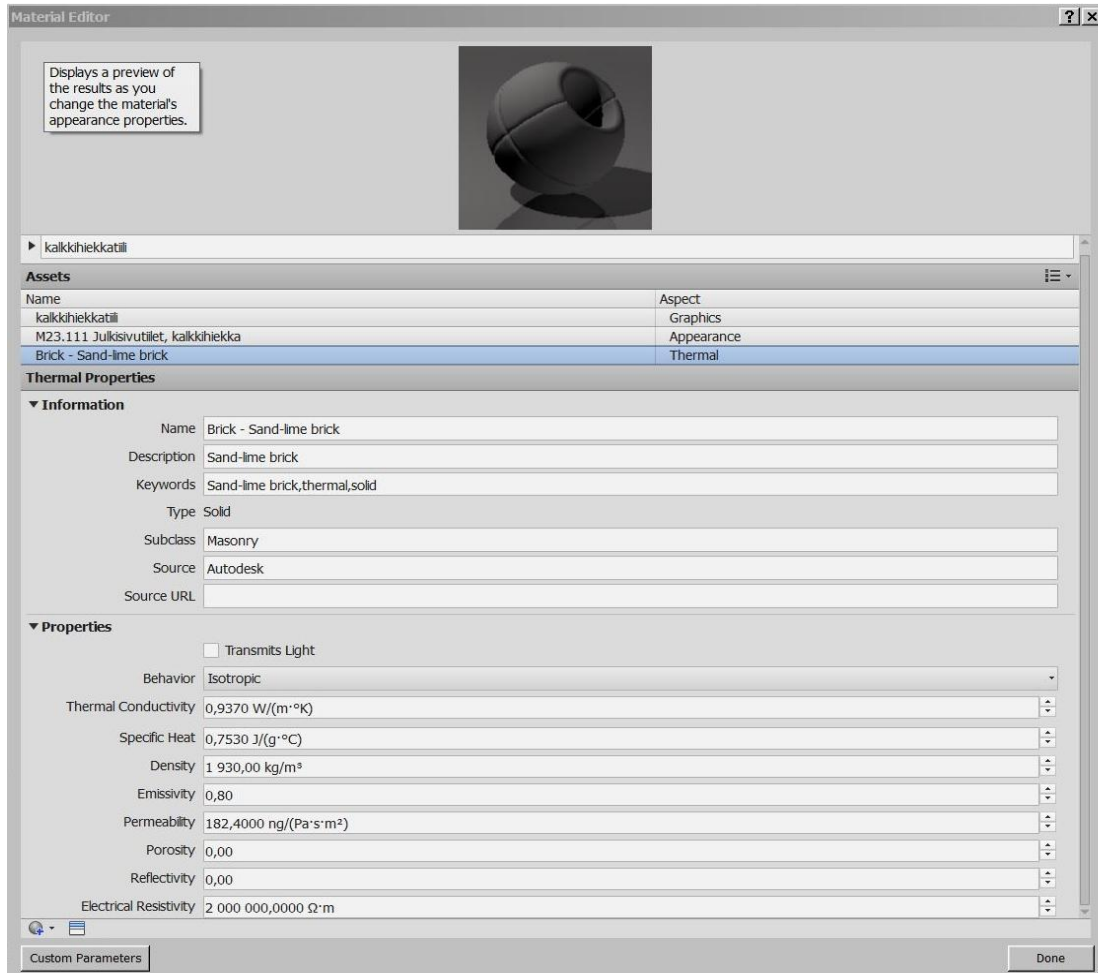 Material Editor
Displays a preview of
the results as you
change the material's
appearance properties.
kalkkihiekkatiili
Assets
Name Aspect
kalkkihiekkatiili Graphics
M23.111 Julkisivutiilet, kalkkihiekka Appearance
Brick - Sand-lime brick Thermal
Thermal Properties
Information
Name Brick - Sand-lime brick
Description Sand-lime brick
Keywords Sand-lime brick,thermal,solid
Type Solid
Subclass Masonry
Source Autodesk
Source URL
Properties
Transmits Light
Behavior Isotropic
Thermal Conductivity 0,9370 W/(m·°K)
Specific Heat 0,7530 J/(g·°C)
Density 1 930,00 kg/m³
Emissivity 0,80
Permeability 182,4000 ng/(Pa·s·m²)
Porosity 0,00
Reflectivity 0,00
Electrical Resistivity 2 000 000,0000 Ω·m
Custom Parameters Done